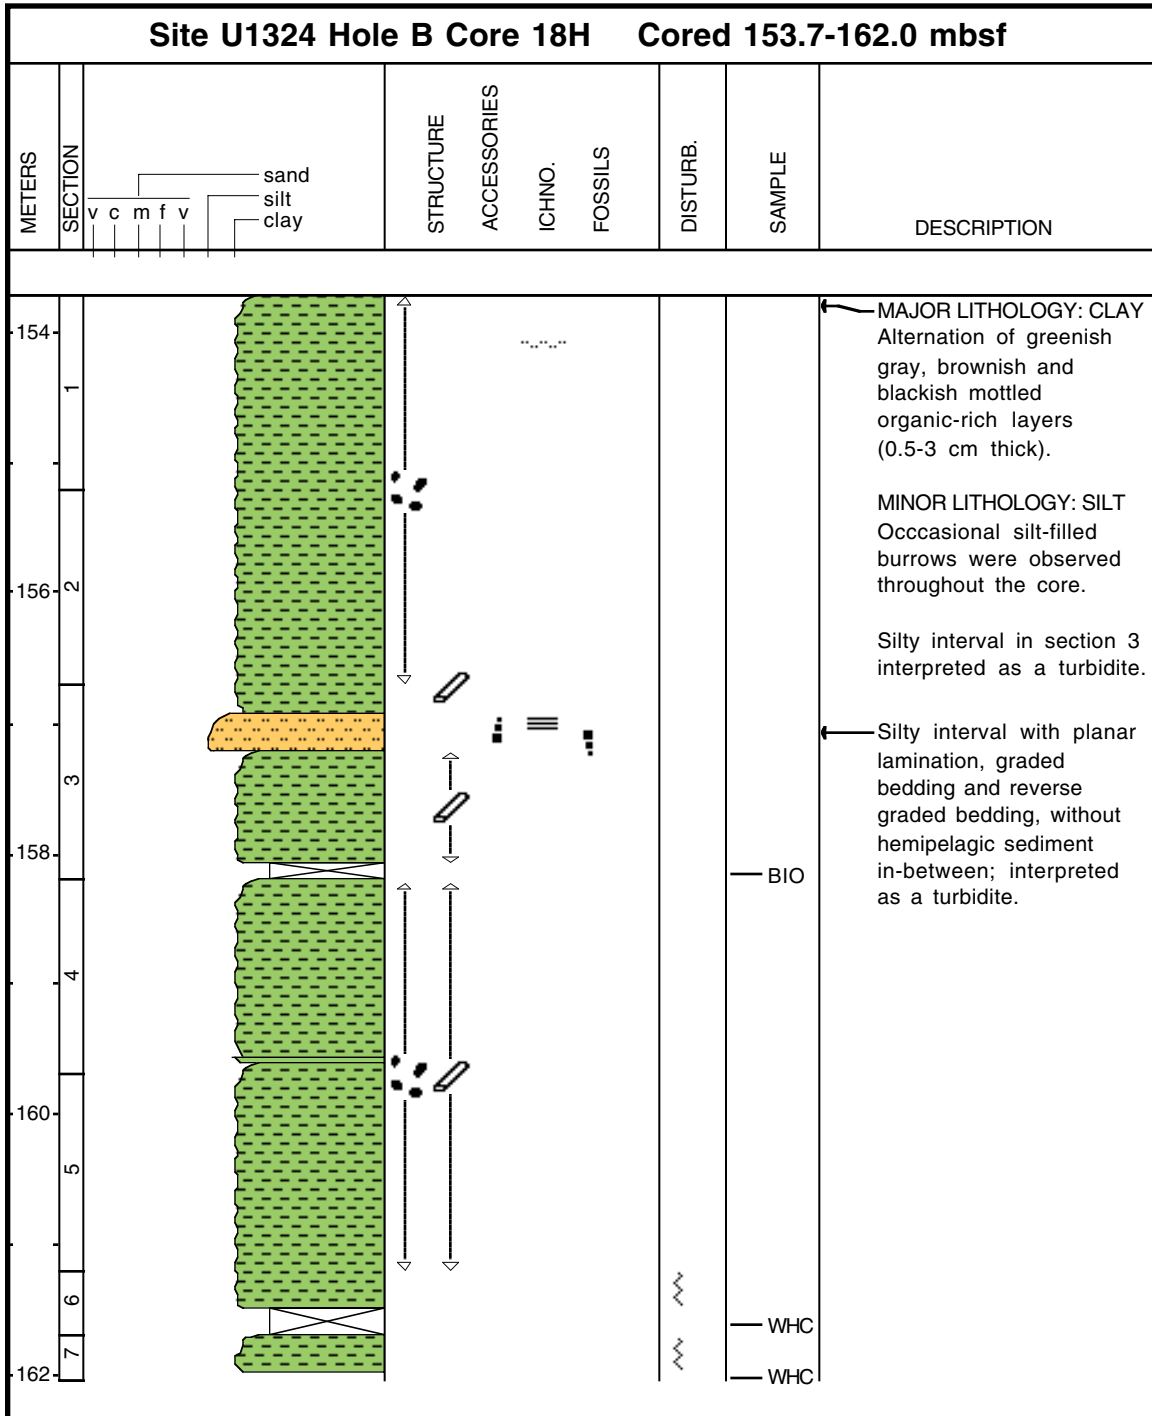 Site U1324 Hole B Core 18H Cored 153.7-162.0 mbsf
METERS
SECTION
v c m f v
sand
silt
clay
STRUCTURE
ACCESSORIES
ICHNO.
FOSSILS
DISTURB.
SAMPLE
DESCRIPTION
154
156
158
160
162
1
2
3
4
5
6
7
BIO
WHC
WHC
MAJOR LITHOLOGY: CLAY
Alternation of greenish
gray, brownish and
blackish mottled
organic-rich layers
(0.5-3 cm thick).
MINOR LITHOLOGY: SILT
Occcasional silt-filled
burrows were observed
throughout the core.
Silty interval in section 3
interpreted as a turbidite.
Silty interval with planar
lamination, graded
bedding and reverse
graded bedding, without
hemipelagic sediment
in-between; interpreted
as a turbidite.